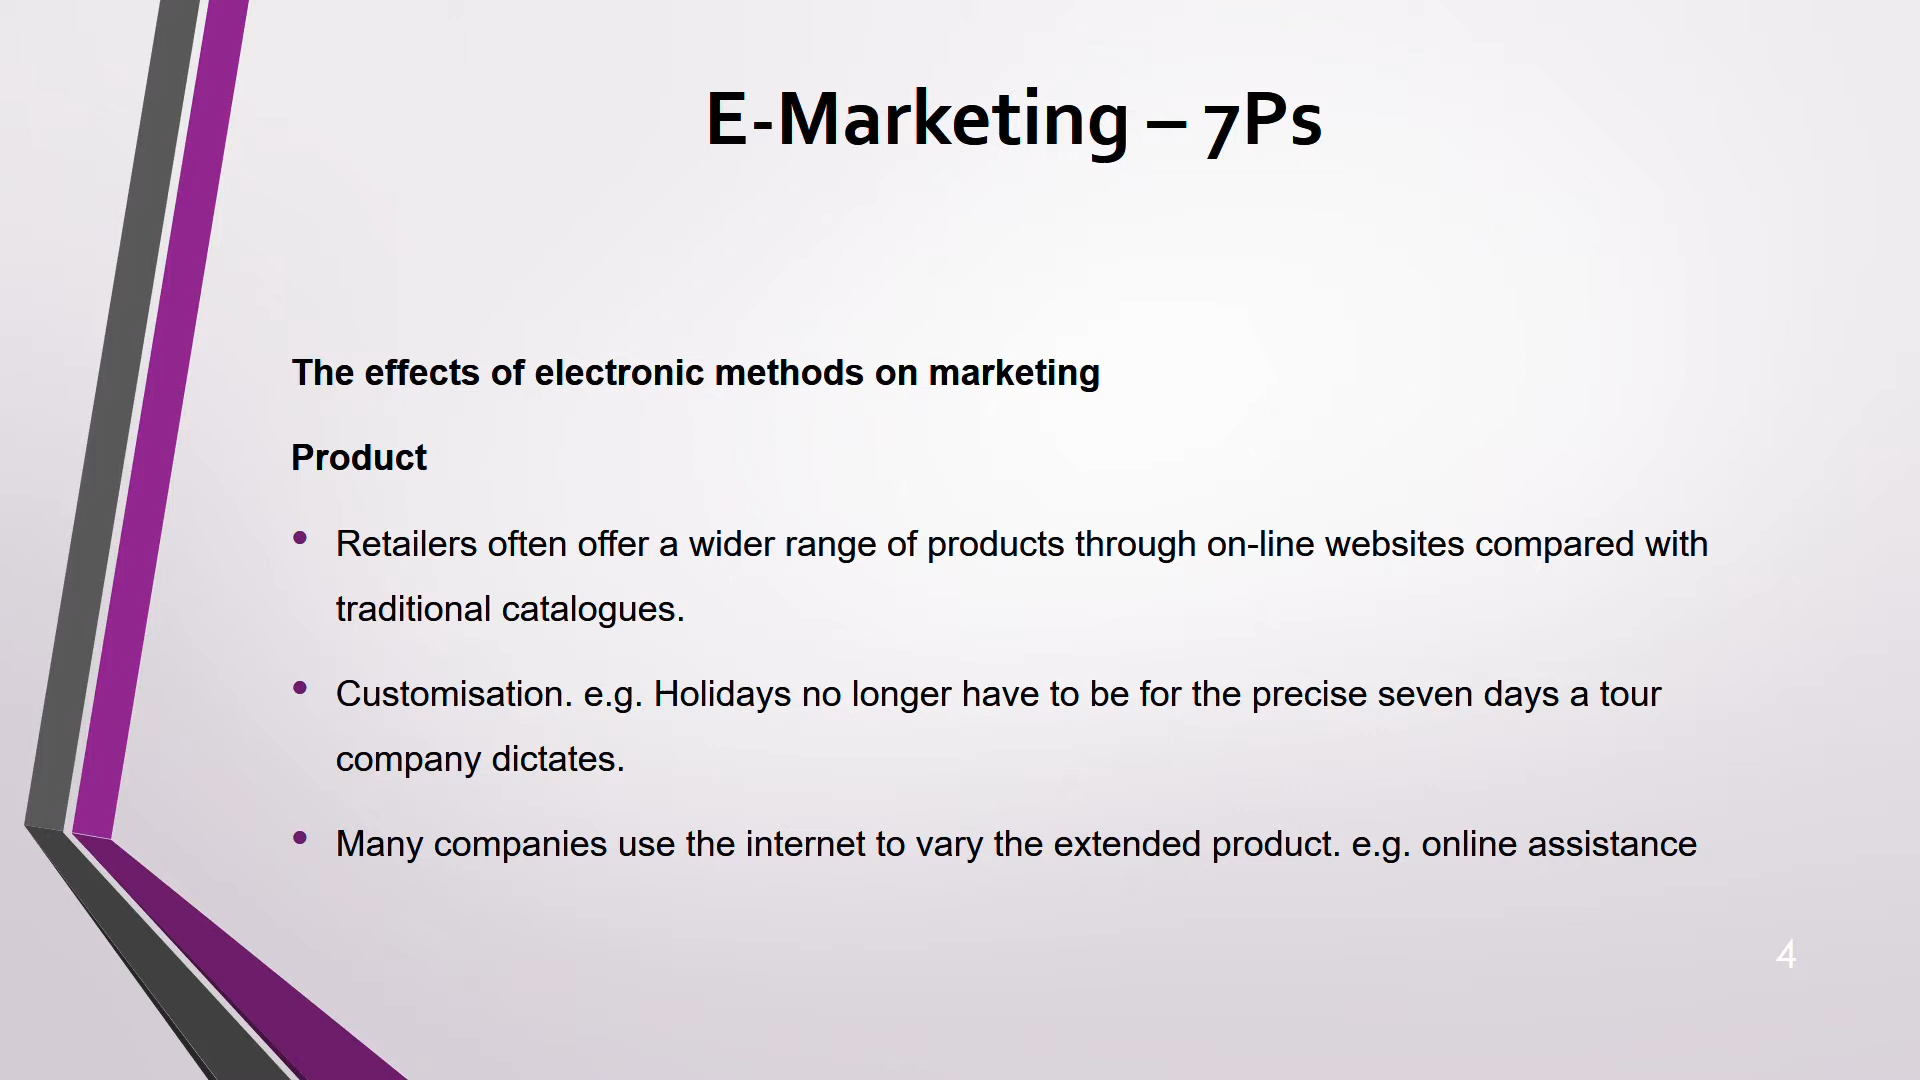 E-Marketing – 7Ps
The effects of electronic methods on marketing
Product
• Retailers often offer a wider range of products through on-line websites compared with
traditional catalogues.
• Customisation. e.g. Holidays no longer have to be for the precise seven days a tour
company dictates.
• Many companies use the internet to vary the extended product. e.g. online assistance
4